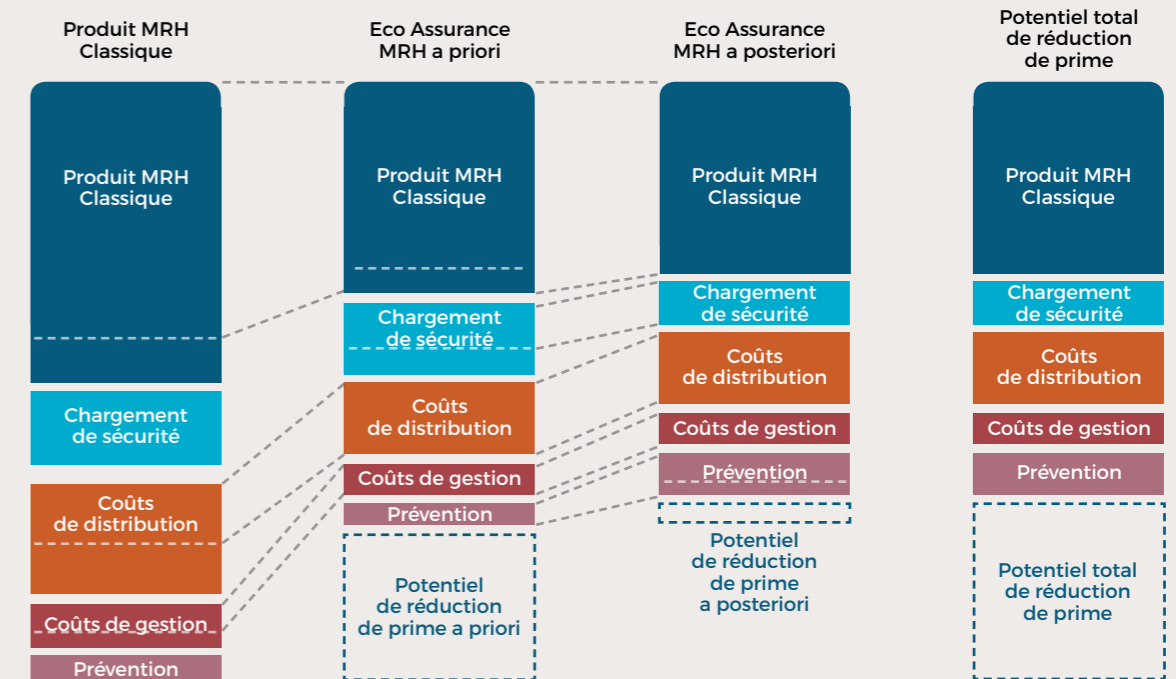 Produit MRH
Classique
Produit MRH
Classique
Chargement
de sécurité
Coûts
de distribution
Coûts de gestion
Prévention
Eco Assurance
MRH a priori
Produit MRH
Classique
Chargement
de sécurité
Coûts
de distribution
Coûts de gestion
Prévention
Potentiel
de réduction
de prime a priori
Eco Assurance
MRH a posteriori
Produit MRH
Classique
Chargement
de sécurité
Coûts
de distribution
Coûts de gestion
Prévention
Potentiel
de réduction
de prime
a posteriori
Potentiel total
de réduction
de prime
Produit MRH
Classique
Chargement
de sécurité
Coûts
de distribution
Coûts de gestion
Prévention
Potentiel total
de réduction
de prime